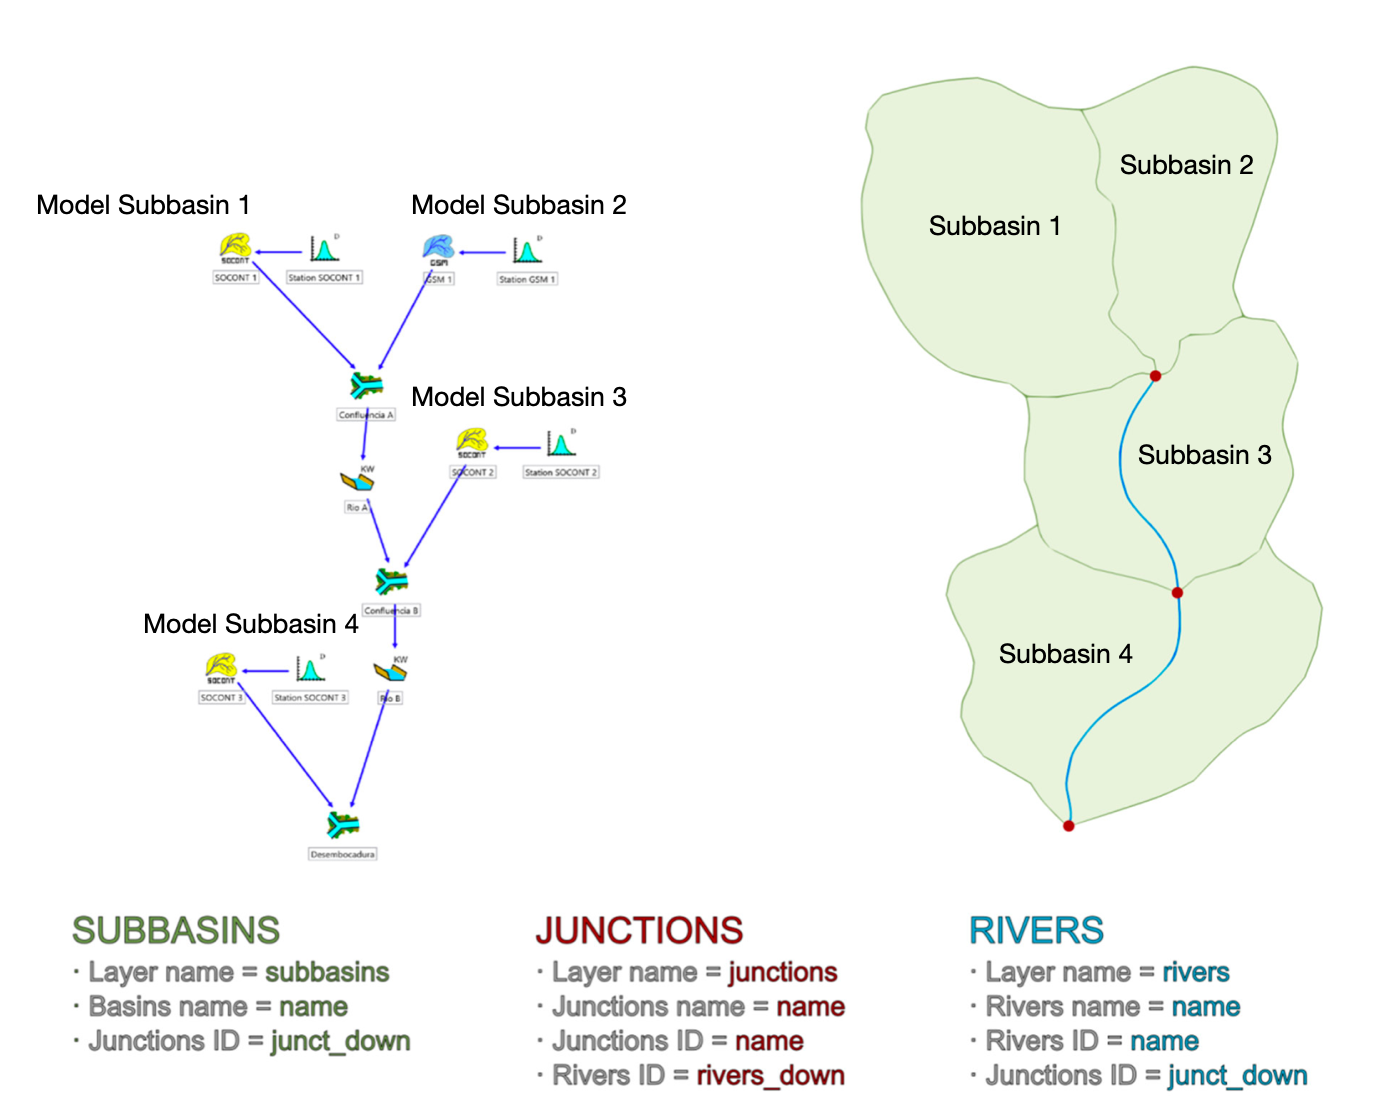 Model Subbasin 1
Model Subbasin 2
D
D
SOCONT
GSM
SOCONT 1
Station SOCONT 1
GSM 1
Station GSM 1
Confluencia A
Model Subbasin 3
D
SOCONT
SOCONT 2
Station SOCONT 2
KW
Rio A
Confluencia B
Model Subbasin 4
D
SOCONT
SOCONT 3
Station SOCONT 3
KW
Rio B
Desembocadura
Subbasin 2
Subbasin 1
Subbasin 3
Subbasin 4
SUBBASINS
· Layer name = subbasins
· Basins name = name
· Junctions ID = junct_down
JUNCTIONS
· Layer name = junctions
· Junctions name = name
· Junctions ID = name
· Rivers ID = rivers_down
RIVERS
· Layer name = rivers
· Rivers name = name
· Rivers ID = name
· Junctions ID = junct_down